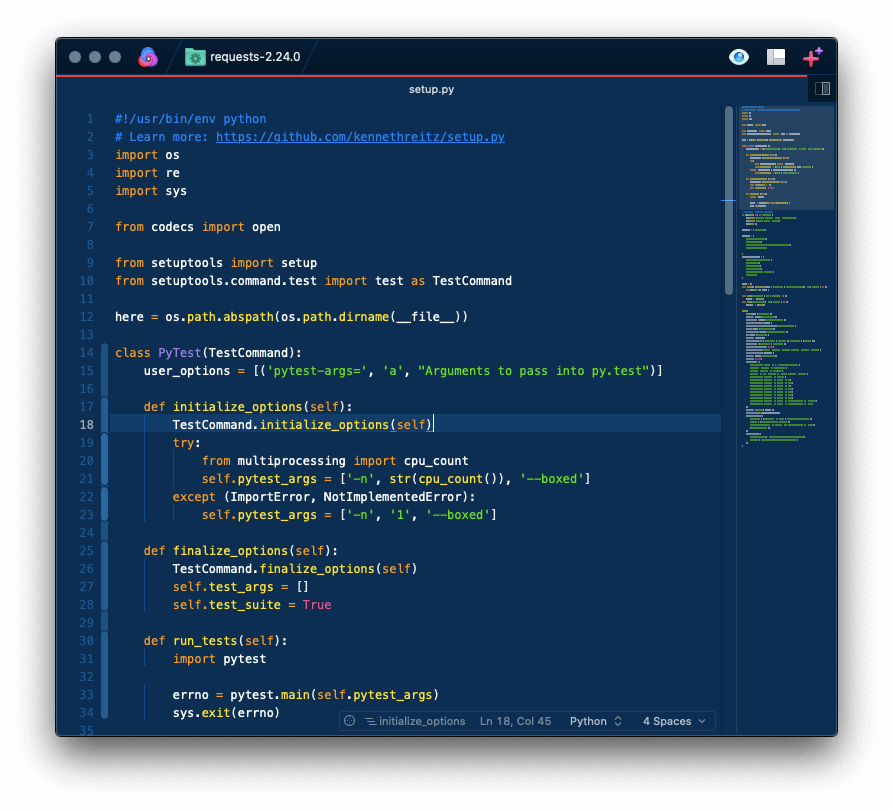 requests-2.24.0
setup.py
1 #!/usr/bin/env python
2 # Learn more: https://github.com/kennethreitz/setup.py
3 import os
4 import re
5 import sys
6
7 from codecs import open
8
9 from setuptools import setup
10 from setuptools.command.test import test as TestCommand
11
12 here = os.path.abspath(os.path.dirname(__file__))
13
14 class PyTest(TestCommand):
15     user_options = [('pytest-args=', 'a', "Arguments to pass into py.test")]
16
17     def initialize_options(self):
18         TestCommand.initialize_options(self)
19         try:
20             from multiprocessing import cpu_count
21             self.pytest_args = ['-n', str(cpu_count()), '--boxed']
22         except (ImportError, NotImplementedError):
23             self.pytest_args = ['-n', '1', '--boxed']
24
25     def finalize_options(self):
26         TestCommand.finalize_options(self)
27         self.test_args = []
28         self.test_suite = True
29
30     def run_tests(self):
31         import pytest
32
33         errno = pytest.main(self.pytest_args)
34         sys.exit(errno)
35
initialize_options Ln 18, Col 45 Python 4 Spaces